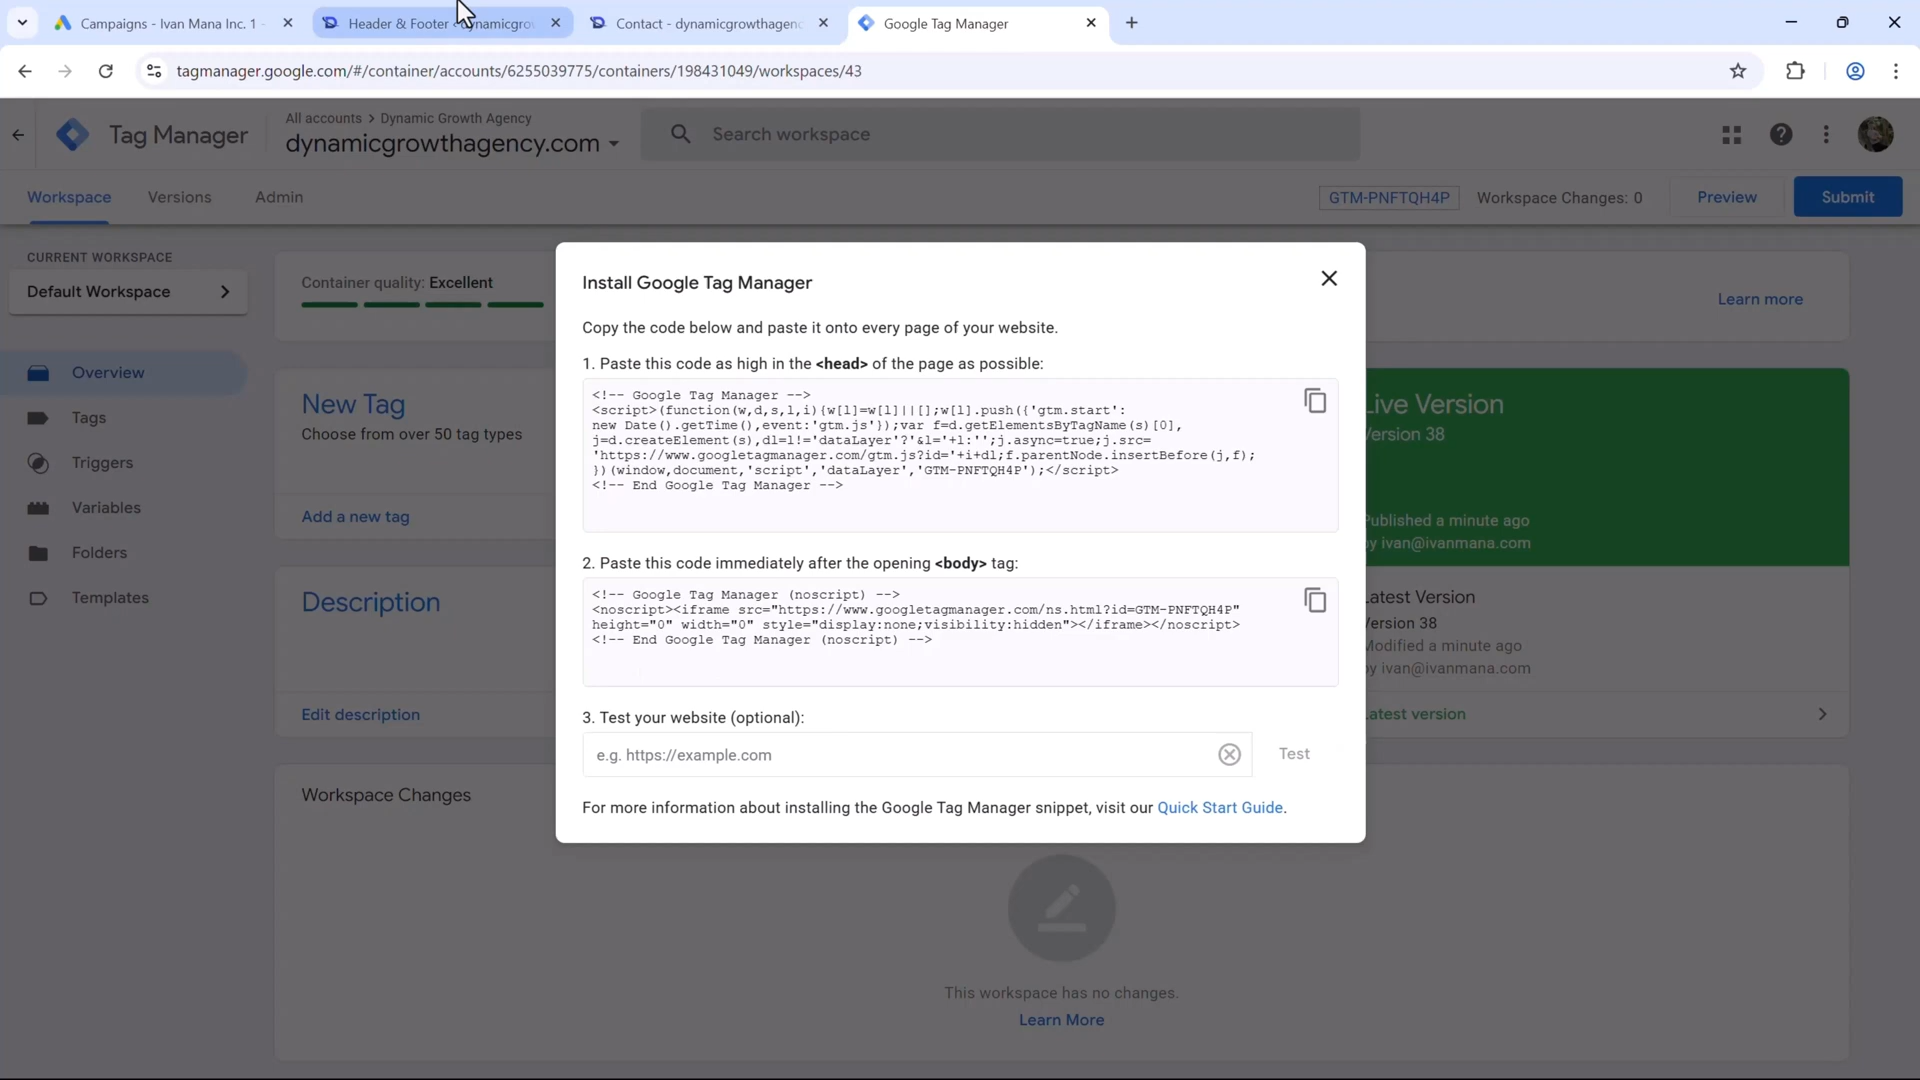 Campaigns - Ivan Mana Inc. 1 -
Header & Footer ‹ dynamicgro
Contact - dynamicgrowthagenc
Google Tag Manager
tagmanager.google.com/#/container/accounts/6255039775/containers/198431049/workspaces/43
Tag Manager
All accounts > Dynamic Growth Agency
dynamicgrowthagency.com
Search workspace
Workspace
Versions
Admin
GTM-PNFTQH4P
Workspace Changes: 0
Preview
Submit
CURRENT WORKSPACE
Default Workspace
Overview
Tags
Triggers
Variables
Folders
Templates
Container quality: Excellent
Learn more
New Tag
Choose from over 50 tag types
Add a new tag
Description
Edit description
Live Version
Version 38
Published a minute ago
by ivan@ivanmana.com
Latest Version
Version 38
Modified a minute ago
by ivan@ivanmana.com
Latest version
Workspace Changes
This workspace has no changes.
Learn More
Install Google Tag Manager
Copy the code below and paste it onto every page of your website.
1. Paste this code as high in the <head> of the page as possible:
<!-- Google Tag Manager -->
<script>(function(w,d,s,l,i){w[l]=w[l]||[];w[l].push({'gtm.start':
new Date().getTime(),event:'gtm.js'});var f=d.getElementsByTagName(s)[0],
j=d.createElement(s),dl=l!='dataLayer'?'&l='+l:'';j.async=true;j.src=
'https://www.googletagmanager.com/gtm.js?id='+i+dl;f.parentNode.insertBefore(j,f);
})(window,document,'script','dataLayer','GTM-PNFTQH4P');</script>
<!-- End Google Tag Manager -->
2. Paste this code immediately after the opening <body> tag:
<!-- Google Tag Manager (noscript) -->
<noscript><iframe src="https://www.googletagmanager.com/ns.html?id=GTM-PNFTQH4P"
height="0" width="0" style="display:none;visibility:hidden"></iframe></noscript>
<!-- End Google Tag Manager (noscript) -->
3. Test your website (optional):
e.g. https://example.com
Test
For more information about installing the Google Tag Manager snippet, visit our Quick Start Guide.